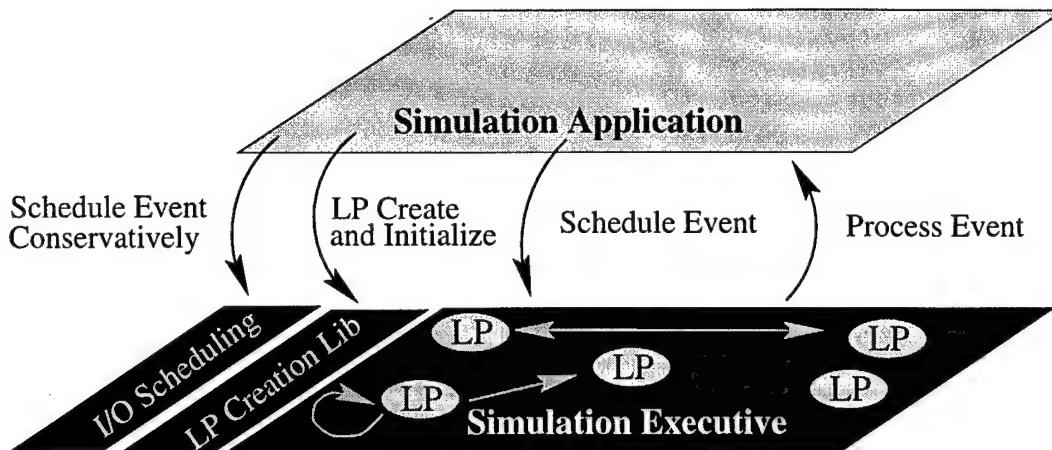 Simulation Application
Schedule Event
Conservatively
LP Create
and Initialize
Schedule Event
Process Event
I/O Scheduling
LP Creation Lib
LP
LP
LP
LP
LP
Simulation Executive